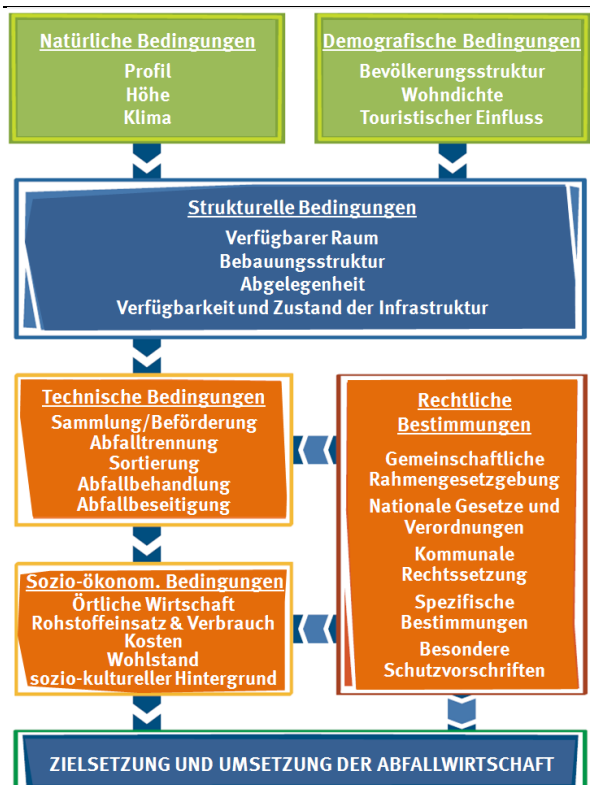 Natürliche Bedingungen
Profil
Höhe
Klima
Demografische Bedingungen
Bevölkerungsstruktur
Wohndichte
Touristischer Einfluss
Strukturelle Bedingungen
Verfügbarer Raum
Bebauungsstruktur
Abgelegenheit
Verfügbarkeit und Zustand der Infrastruktur
Technische Bedingungen
Sammlung/Beförderung
Abfalltrennung
Sortierung
Abfallbehandlung
Abfallbeseitigung
Rechtliche
Bestimmungen
Gemeinschaftliche
Rahmengesetzgebung
Nationale Gesetze und
Verordnungen
Kommunale
Rechtssetzung
Spezifische
Bestimmungen
Besondere
Schutzvorschriften
Sozio-ökonom. Bedingungen
Örtliche Wirtschaft
Rohstoffeinsatz & Verbrauch
Kosten
Wohlstand
sozio-kultureller Hintergrund
ZIELSETZUNG UND UMSETZUNG DER ABFALLWIRTSCHAFT